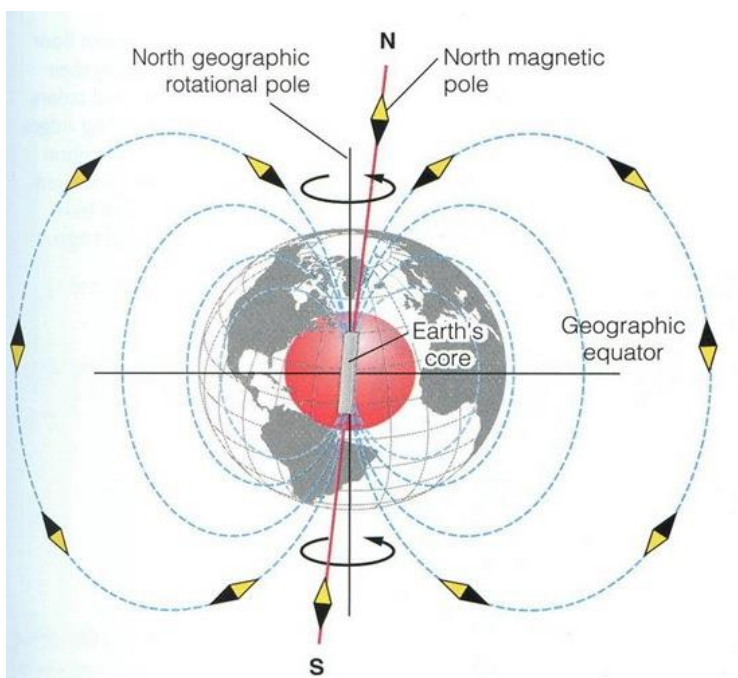 N
North geographic
rotational pole
North magnetic
pole
Earth's
core
Geographic
equator
S